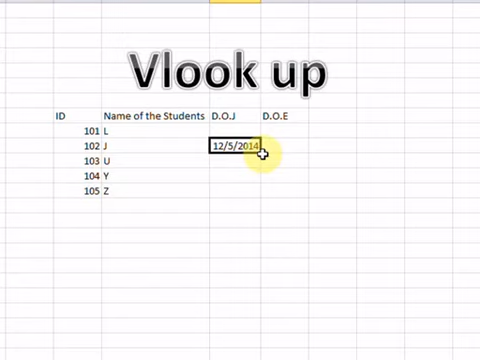 Vlook up
ID Name of the Students D.O.J D.O.E
101 L
102 J 12/5/2014
103 U
104 Y
105 Z